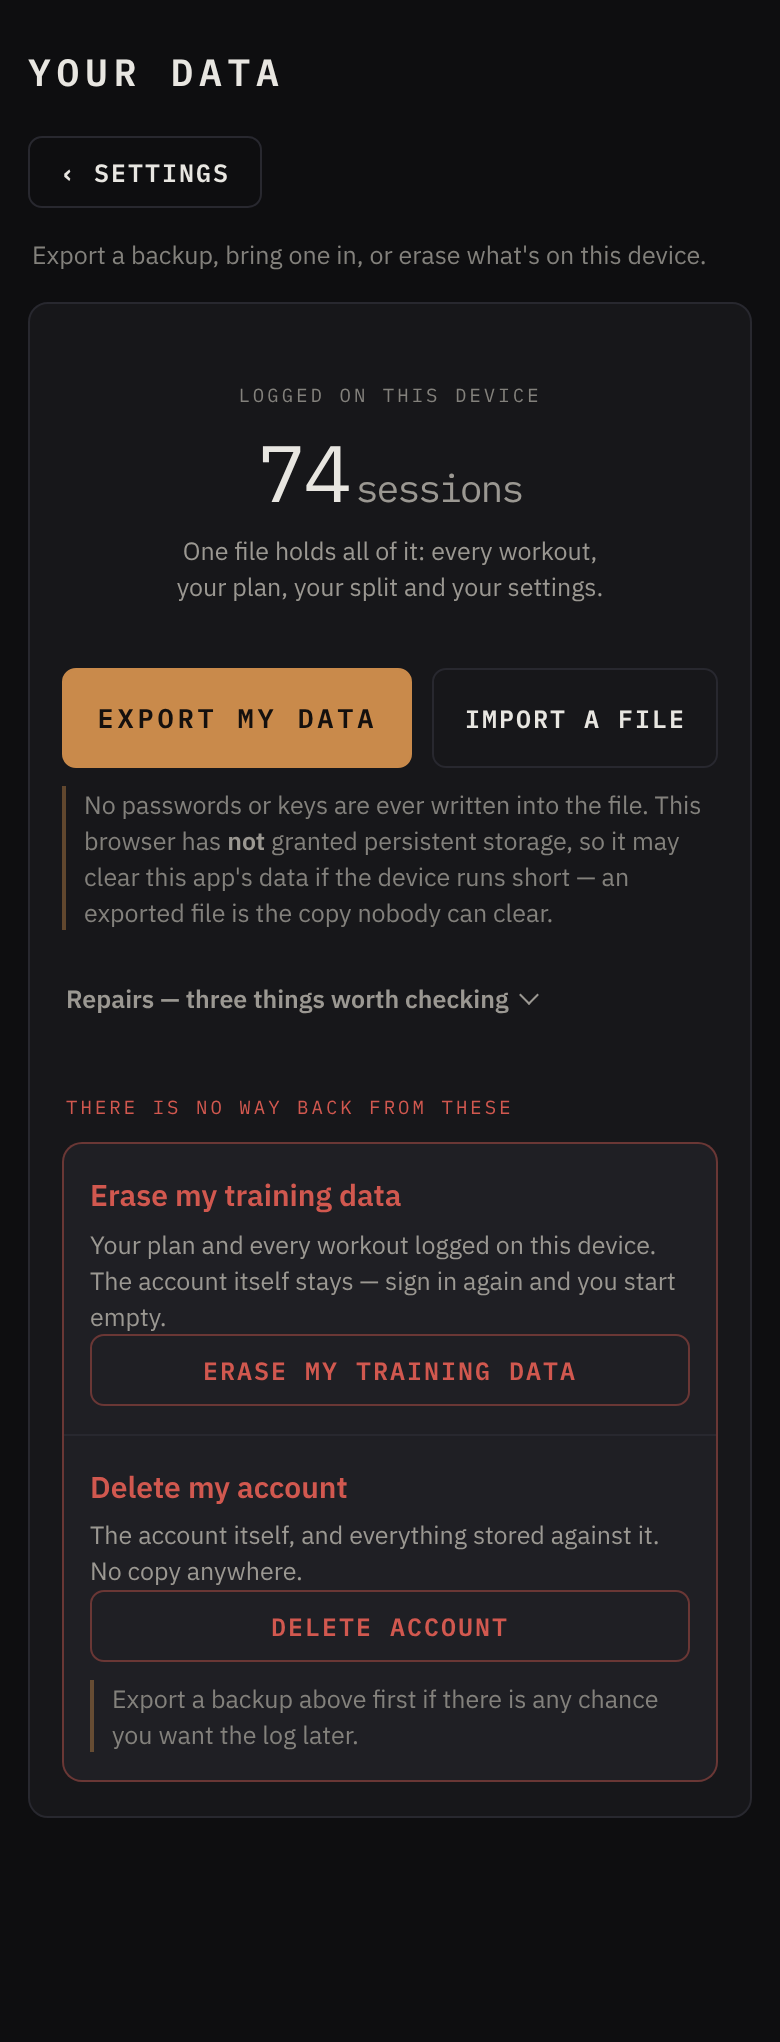 YOUR DATA
‹ SETTINGS
Export a backup, bring one in, or erase what's on this device.
LOGGED ON THIS DEVICE
74 sessions
One file holds all of it: every workout,
your plan, your split and your settings.
EXPORT MY DATA
IMPORT A FILE
No passwords or keys are ever written into the file. This
browser has not granted persistent storage, so it may
clear this app's data if the device runs short — an
exported file is the copy nobody can clear.
Repairs — three things worth checking
THERE IS NO WAY BACK FROM THESE
Erase my training data
Your plan and every workout logged on this device.
The account itself stays — sign in again and you start
empty.
ERASE MY TRAINING DATA
Delete my account
The account itself, and everything stored against it.
No copy anywhere.
DELETE ACCOUNT
Export a backup above first if there is any chance
you want the log later.